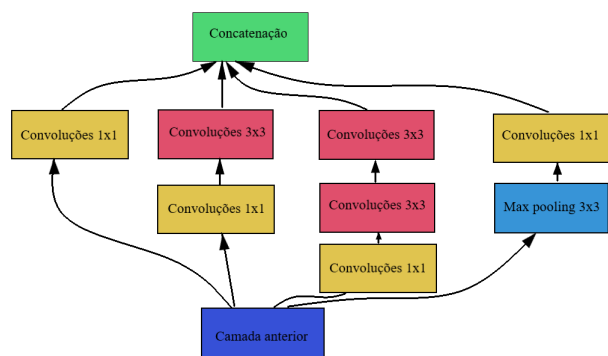 Concatenação
Convoluções 1x1
Convoluções 3x3
Convoluções 3x3
Convoluções 1x1
Convoluções 1x1
Convoluções 3x3
Max pooling 3x3
Convoluções 1x1
Camada anterior